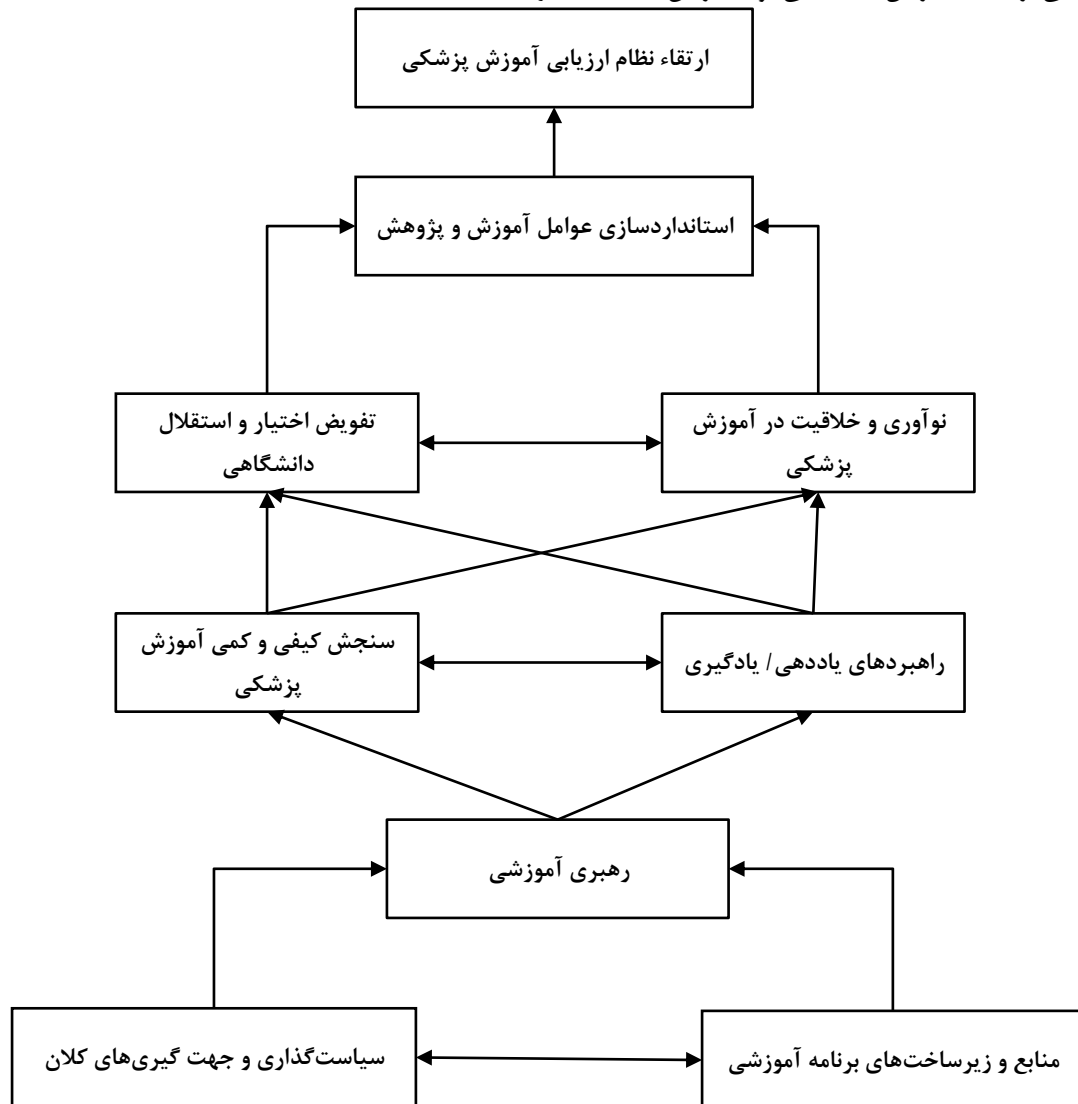 ارتقاء نظام ارزیابی آموزش پزشکی
استانداردسازی عوامل آموزش و پژوهش
نوآوری و خلاقیت در آموزش
پزشکی
تفویض اختیار و استقلال
دانشگاهی
راهبردهای یاددهی/ یادگیری
سنجش کیفی و کمی آموزش
پزشکی
رهبری آموزشی
منابع و زیرساخت‌های برنامه آموزشی
سیاست‌گذاری و جهت گیری‌های کلان